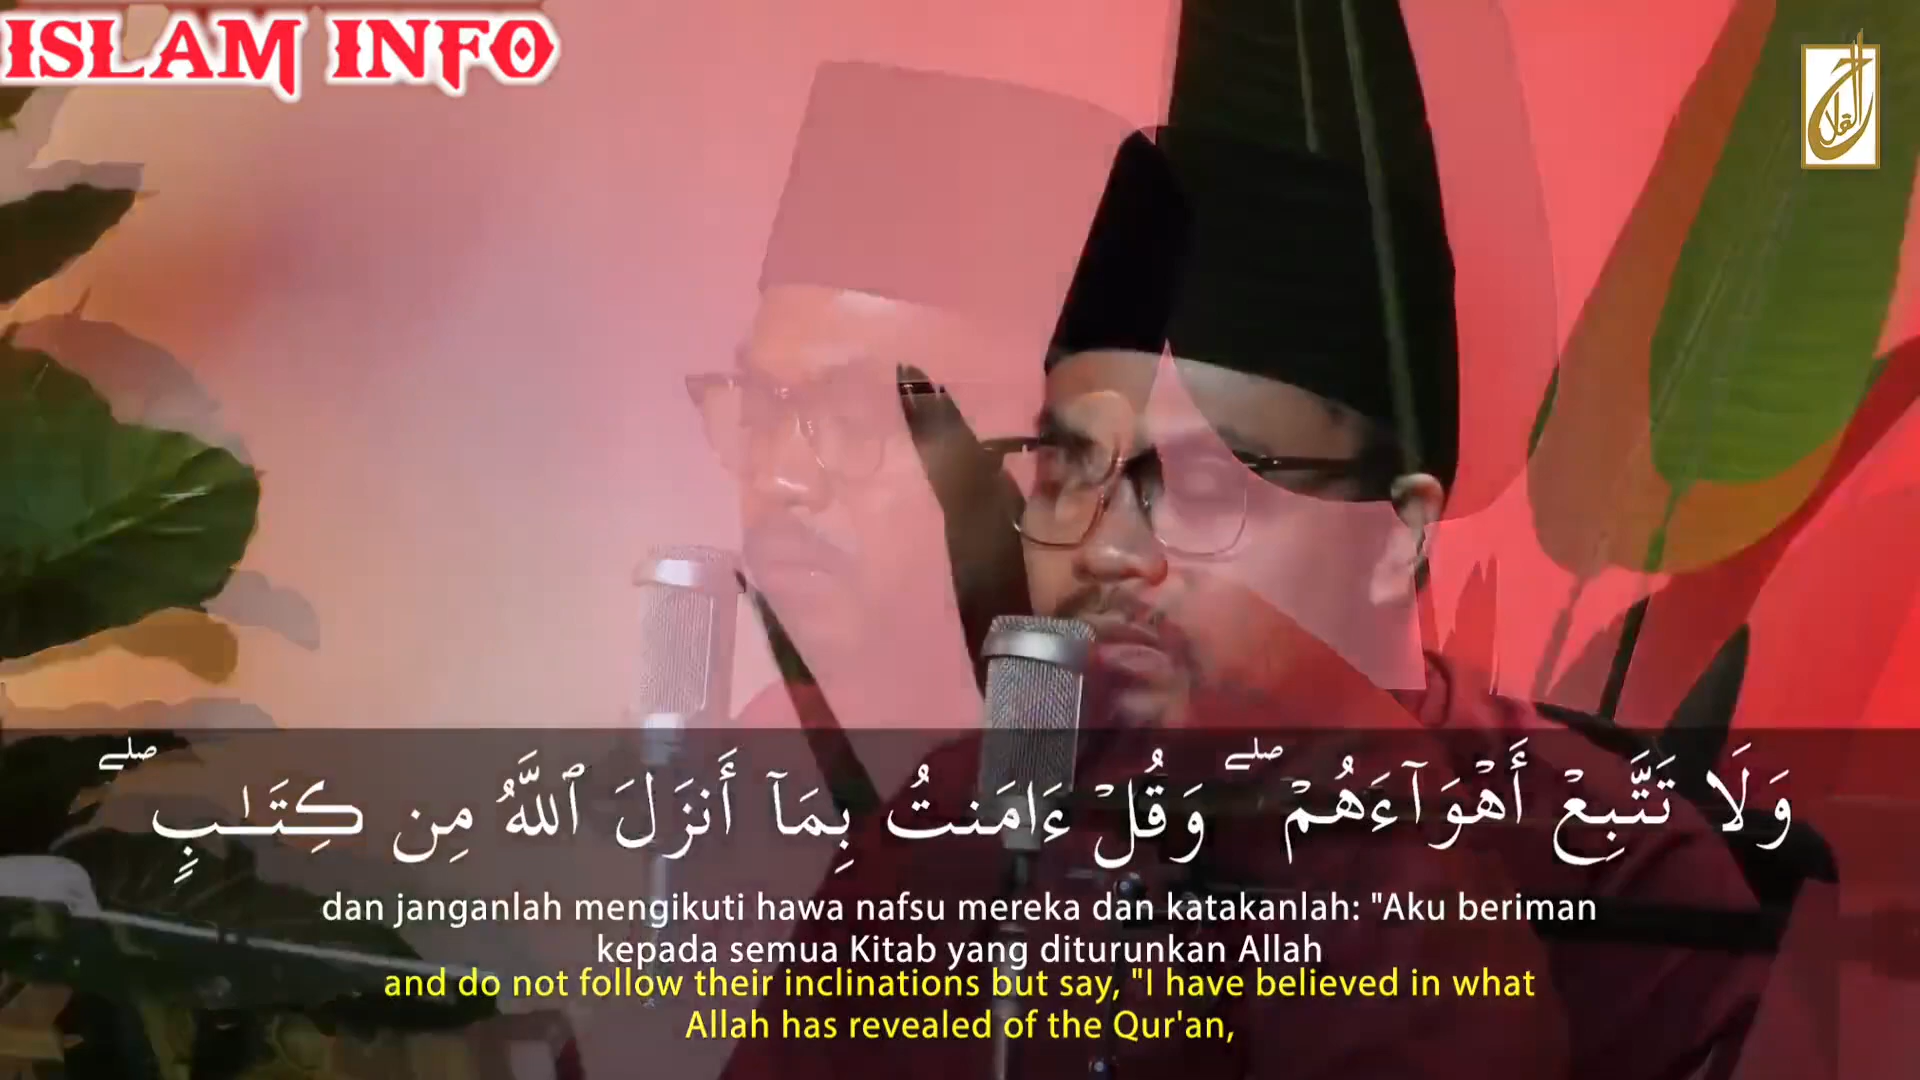 ISLAM INFO
وَلَا تَتَّبِعْ أَهْوَآءَهُمْ ۖ وَقُلْ ءَامَنتُ بِمَآ أَنزَلَ ٱللَّهُ مِن كِتَـٰبٍ ۖ
dan janganlah mengikuti hawa nafsu mereka dan katakanlah: "Aku beriman
kepada semua Kitab yang diturunkan Allah
and do not follow their inclinations but say, "I have believed in what
Allah has revealed of the Qur'an,